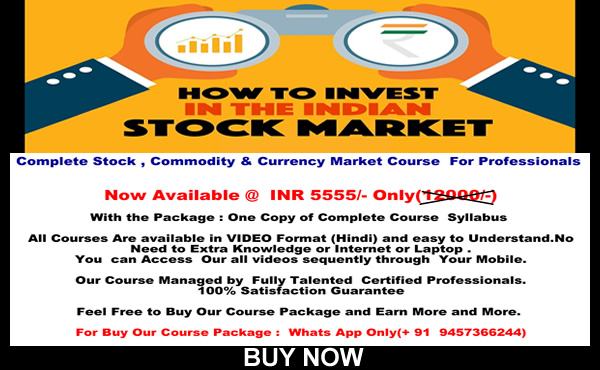 HOW TO INVEST
IN THE INDIAN
STOCK MARKET
Complete Stock , Commodity & Currency Market Course For Professionals
Now Available @ INR 5555/- Only(12000/-)
With the Package : One Copy of Complete Course Syllabus
All Courses Are available in VIDEO Format (Hindi) and easy to Understand.No
Need to Extra Knowledge or Internet or Laptop .
You can Access Our all videos sequently through Your Mobile.
Our Course Managed by Fully Talented Certified Professionals.
100% Satisfaction Guarantee
Feel Free to Buy Our Course Package and Earn More and More.
For Buy Our Course Package : Whats App Only(+ 91 9457366244)
BUY NOW